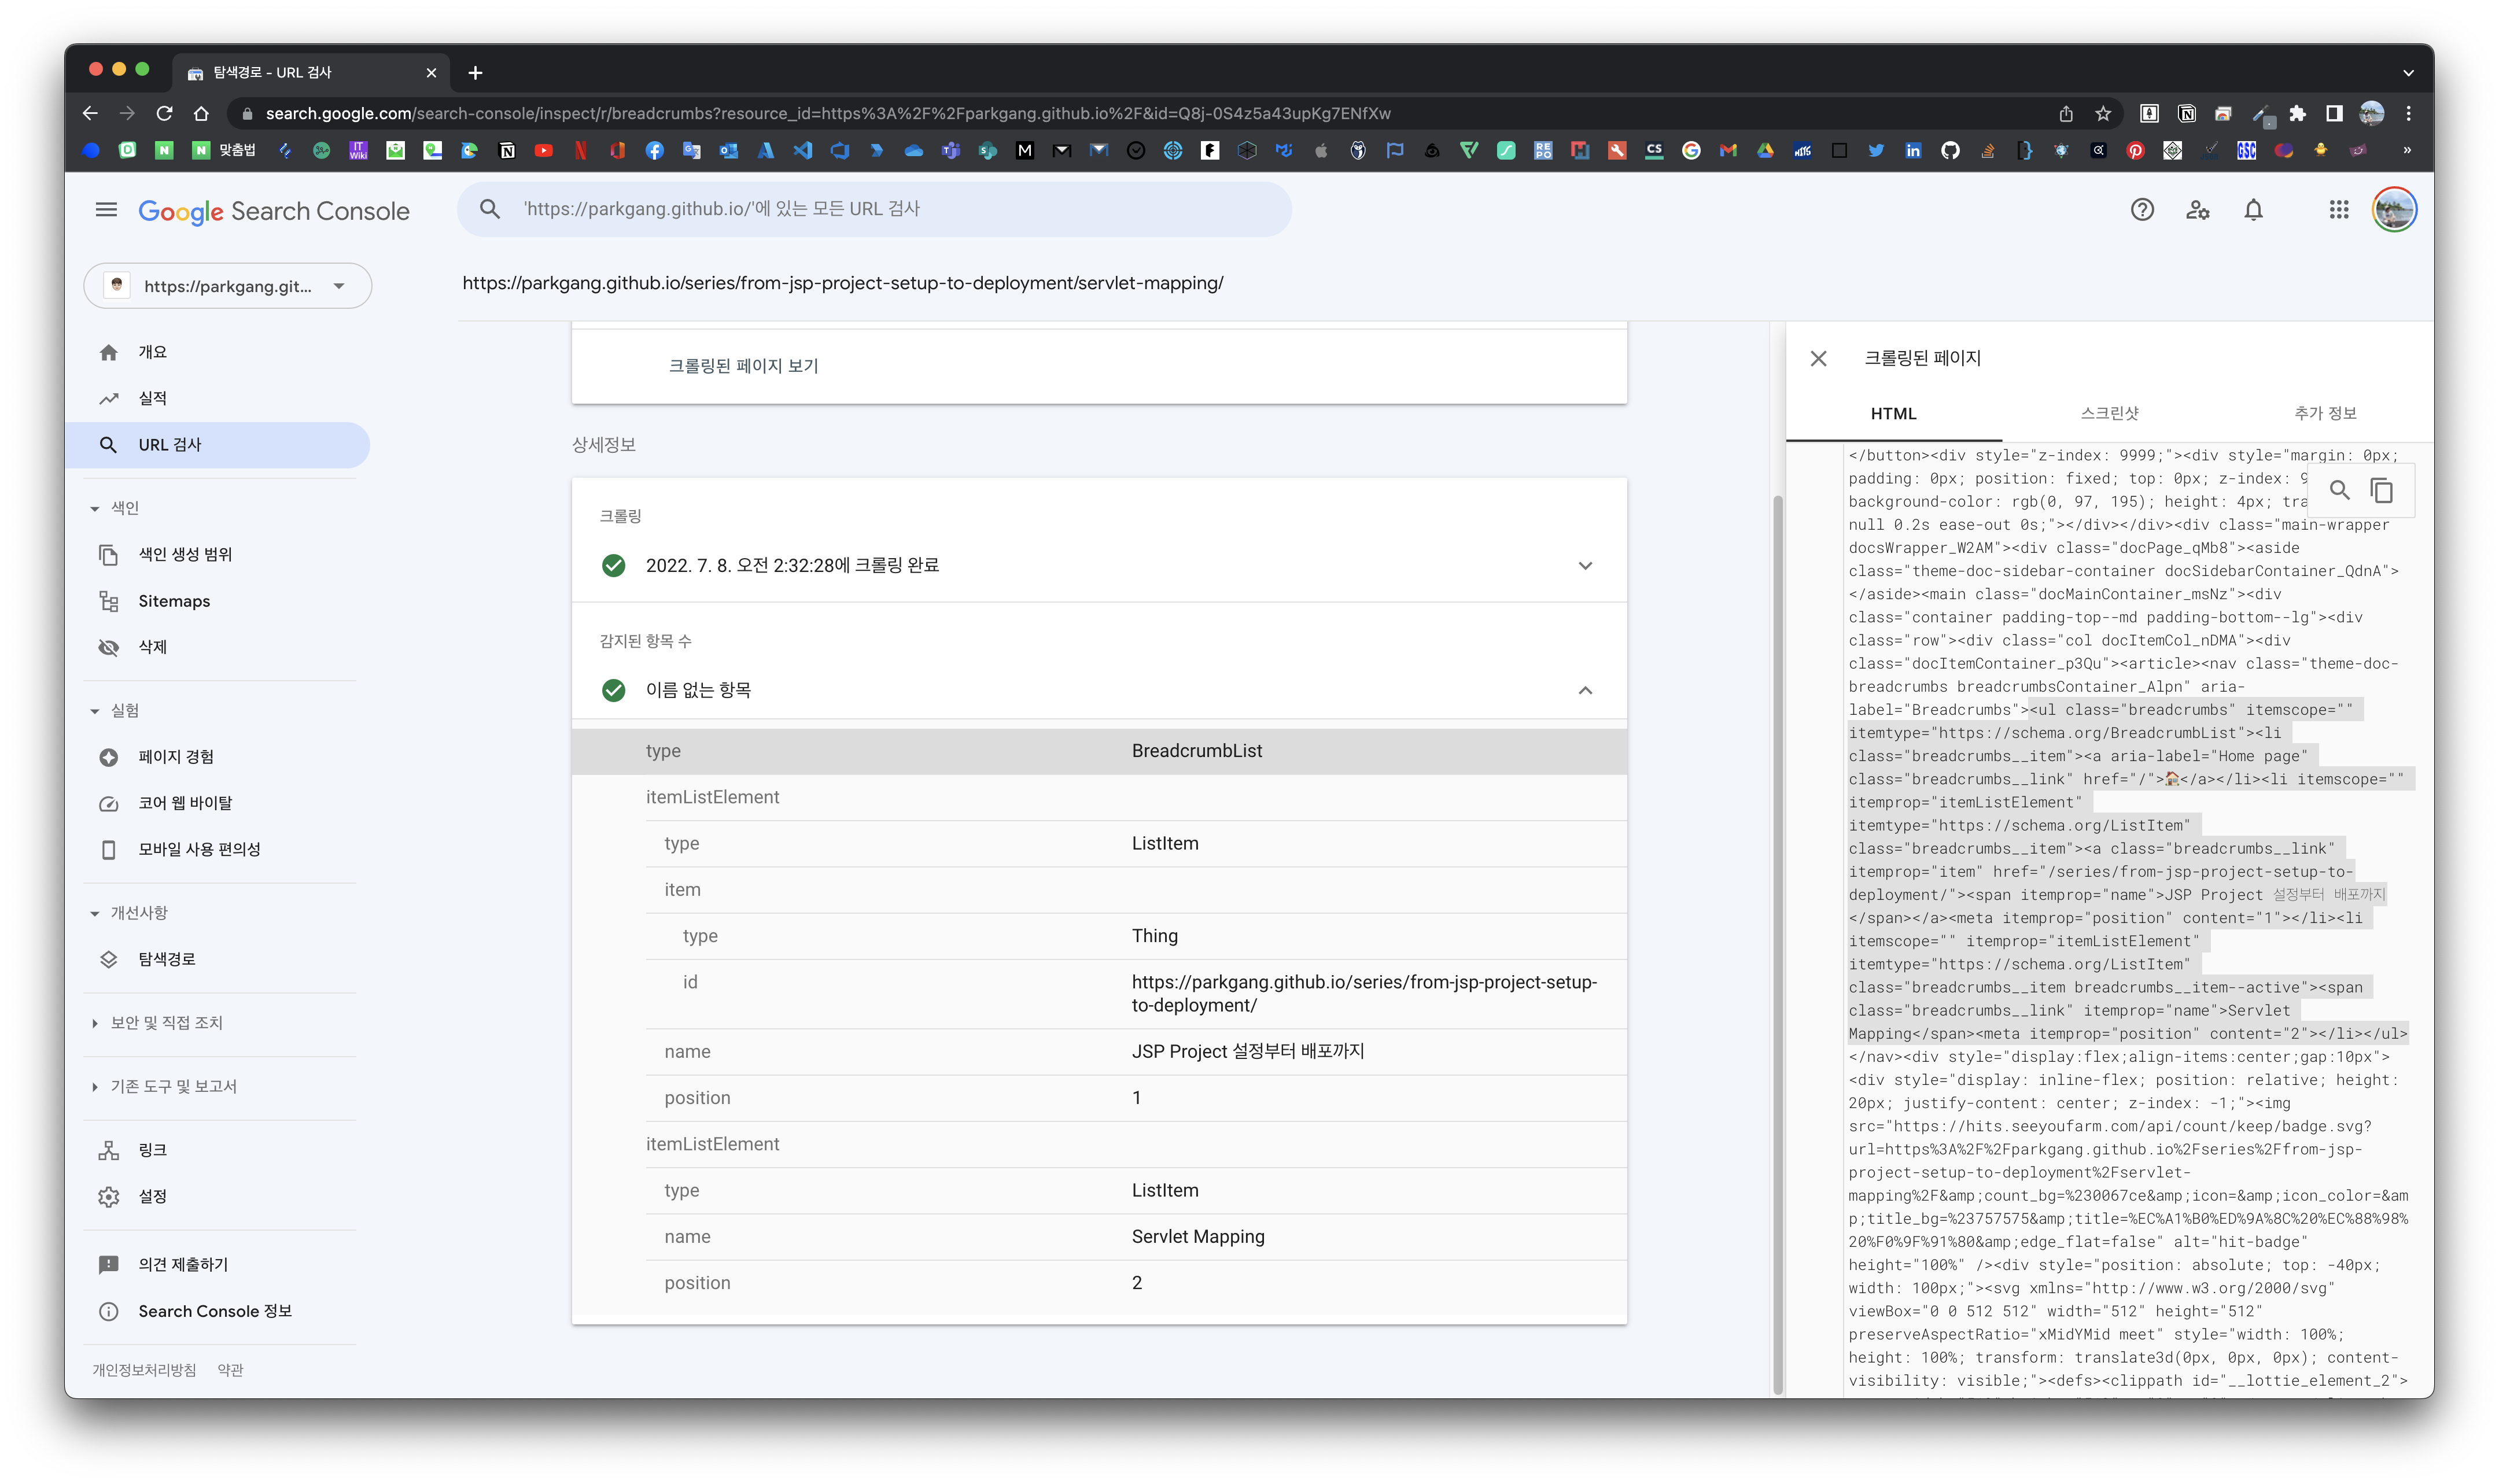 탐색경로 - URL 검사
search.google.com/search-console/inspect/r/breadcrumbs?resource_id=https%3A%2F%2Fparkgang.github.io%2F&id=Q8j-0S4z5a43upKg7ENfXw
맞춤법
IT Wiki
REPO
CS
GSC
Google Search Console
'https://parkgang.github.io/'에 있는 모든 URL 검사
https://parkgang.git...
https://parkgang.github.io/series/from-jsp-project-setup-to-deployment/servlet-mapping/
개요
실적
URL 검사
색인
색인 생성 범위
Sitemaps
삭제
실험
페이지 경험
코어 웹 바이탈
모바일 사용 편의성
개선사항
탐색경로
보안 및 직접 조치
기존 도구 및 보고서
링크
설정
의견 제출하기
Search Console 정보
개인정보처리방침 약관
크롤링된 페이지 보기
상세정보
크롤링
2022. 7. 8. 오전 2:32:28에 크롤링 완료
감지된 항목 수
이름 없는 항목
type BreadcrumbList
itemListElement
type ListItem
item
type Thing
id https://parkgang.github.io/series/from-jsp-project-setup-
to-deployment/
name JSP Project 설정부터 배포까지
position 1
itemListElement
type ListItem
name Servlet Mapping
position 2
크롤링된 페이지
HTML 스크린샷 추가 정보
</button><div style="z-index: 9999;"><div style="margin: 0px;
padding: 0px; position: fixed; top: 0px; z-index: 9
background-color: rgb(0, 97, 195); height: 4px; tra
null 0.2s ease-out 0s;"></div></div><div class="main-wrapper
docsWrapper_W2AM"><div class="docPage_qMb8"><aside
class="theme-doc-sidebar-container docSidebarContainer_QdnA">
</aside><main class="docMainContainer_msNz"><div
class="container padding-top--md padding-bottom--lg"><div
class="row"><div class="col docItemCol_nDMA"><div
class="docItemContainer_p3Qu"><article><nav class="theme-doc-
breadcrumbs breadcrumbsContainer_Alpn" aria-
label="Breadcrumbs"><ul class="breadcrumbs" itemscope=""
itemtype="https://schema.org/BreadcrumbList"><li
class="breadcrumbs__item"><a aria-label="Home page"
class="breadcrumbs__link" href="/">🏠</a></li><li itemscope=""
itemprop="itemListElement"
itemtype="https://schema.org/ListItem"
class="breadcrumbs__item"><a class="breadcrumbs__link"
itemprop="item" href="/series/from-jsp-project-setup-to-
deployment/"><span itemprop="name">JSP Project 설정부터 배포까지
</span></a><meta itemprop="position" content="1"></li><li
itemscope="" itemprop="itemListElement"
itemtype="https://schema.org/ListItem"
class="breadcrumbs__item breadcrumbs__item--active"><span
class="breadcrumbs__link" itemprop="name">Servlet
Mapping</span><meta itemprop="position" content="2"></li></ul>
</nav><div style="display:flex;align-items:center;gap:10px">
<div style="display: inline-flex; position: relative; height:
20px; justify-content: center; z-index: -1;"><img
src="https://hits.seeyoufarm.com/api/count/keep/badge.svg?
url=https%3A%2F%2Fparkgang.github.io%2Fseries%2Ffrom-jsp-
project-setup-to-deployment%2Fservlet-
mapping%2F&amp;count_bg=%230067ce&amp;icon=&amp;icon_color=&am
p;title_bg=%23757575&amp;title=%EC%A1%B0%ED%9A%8C%20%EC%88%98%
20%F0%9F%91%80&amp;edge_flat=false" alt="hit-badge"
height="100%" /><div style="position: absolute; top: -40px;
width: 100px;"><svg xmlns="http://www.w3.org/2000/svg"
viewBox="0 0 512 512" width="512" height="512"
preserveAspectRatio="xMidYMid meet" style="width: 100%;
height: 100%; transform: translate3d(0px, 0px, 0px); content-
visibility: visible;"><defs><clippath id="__lottie_element_2">